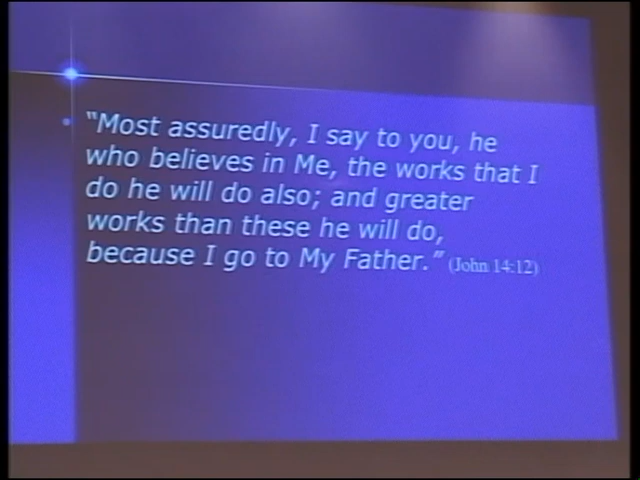 "Most assuredly, I say to you, he
who believes in Me, the works that I
do he will do also; and greater
works than these he will do,
because I go to My Father." (John 14:12)